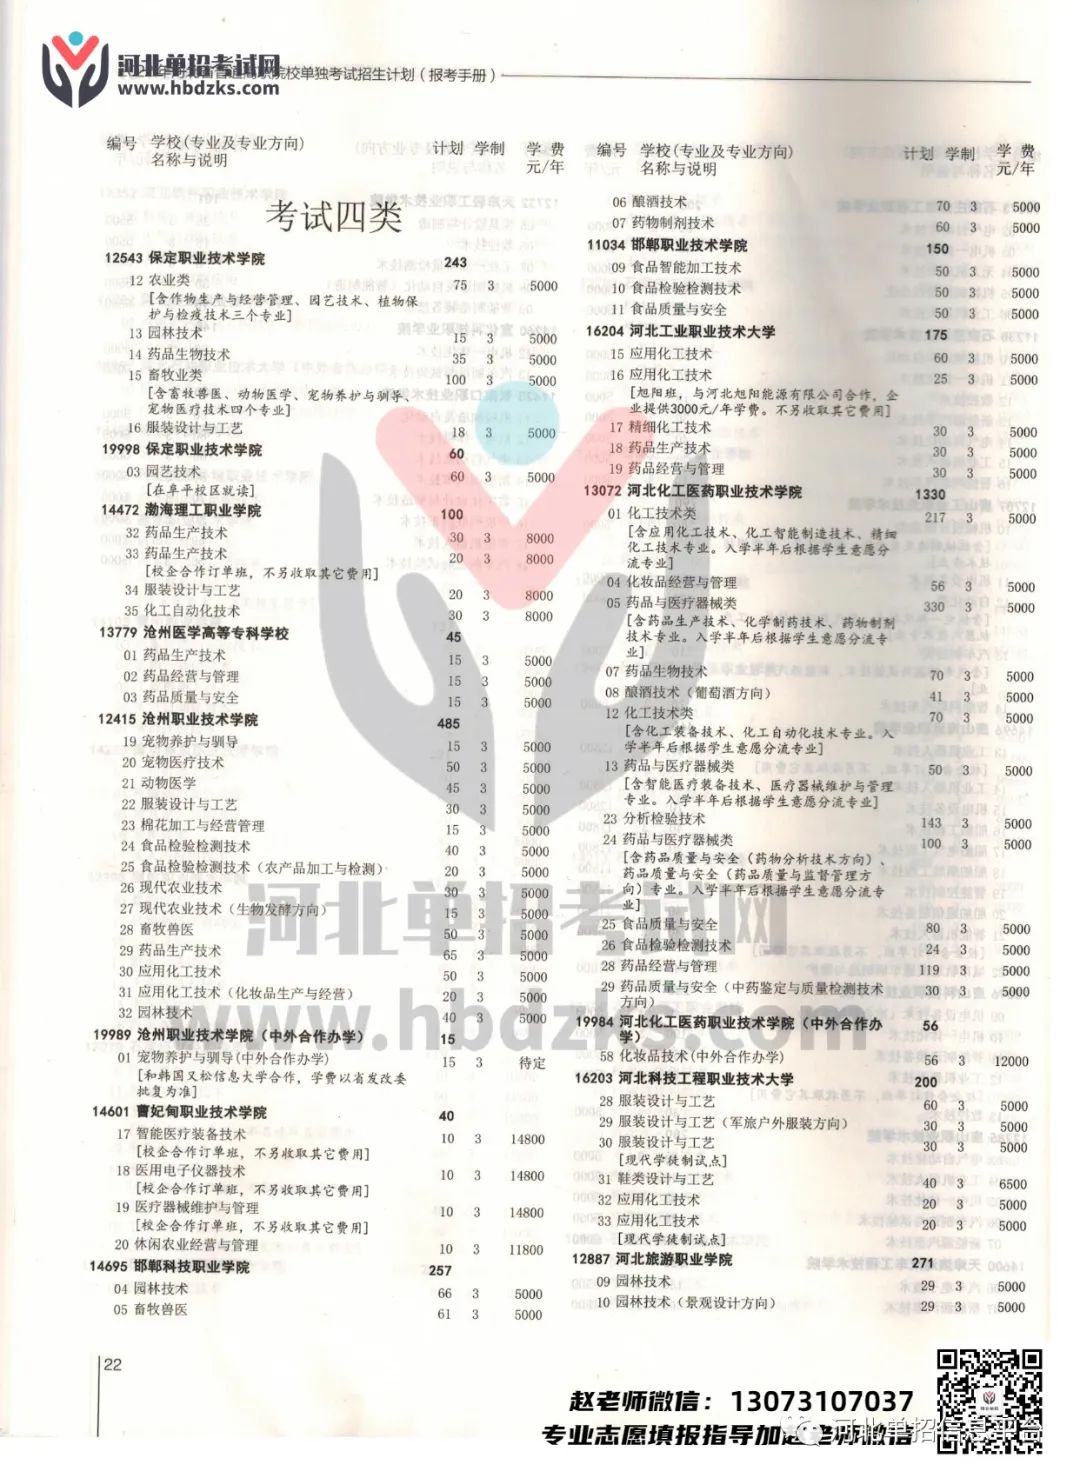 河北单招考试网
www.hbdzks.com
河北省普通高职院校单独考试招生计划（报考手册）
编号 学校(专业及专业方向) 计划 学制 学 费
名称与说明 元/年
考试四类
12543 保定职业技术学院 243
12 农业类 75 3 5000
[含作物生产与经营管理、园艺技术、植物保
护与检疫技术三个专业]
13 园林技术 15 3 5000
14 药品生物技术 35 3 5000
15 畜牧业类 100 3 5000
[含畜牧兽医、动物医学、宠物养护与驯导、
宠物医疗技术四个专业]
16 服装设计与工艺 18 3 5000
19998 保定职业技术学院 60
03 园艺技术 60 3 5000
[在阜平校区就读]
14472 渤海理工职业学院 100
32 药品生产技术 30 3 8000
33 药品生产技术 20 3 8000
[校企合作订单班，不另收取其它费用]
34 服装设计与工艺 20 3 8000
35 化工自动化技术 30 3 8000
13779 沧州医学高等专科学校 45
01 药品生产技术 15 3 5000
02 药品经营与管理 15 3 5000
03 药品质量与安全 15 3 5000
12415 沧州职业技术学院 485
19 宠物养护与驯导 15 3 5000
20 宠物医疗技术 50 3 5000
21 动物医学 45 3 5000
22 服装设计与工艺 30 3 5000
23 棉花加工与经营管理 15 3 5000
24 食品检验检测技术 40 3 5000
25 食品检验检测技术（农产品加工与检测） 20 3 5000
26 现代农业技术 30 3 5000
27 现代农业技术（生物发酵方向） 15 3 5000
28 畜牧兽医 50 3 5000
29 药品生产技术 65 3 5000
30 应用化工技术 50 3 5000
31 应用化工技术（化妆品生产与经营） 20 3 5000
32 园林技术 40 3 5000
19989 沧州职业技术学院（中外合作办学） 15
01 宠物养护与驯导(中外合作办学) 15 3 待定
[和韩国又松信息大学合作，学费以省发改委
批复为准]
14601 曹妃甸职业技术学院 40
17 智能医疗装备技术 10 3 14800
[校企合作订单班，不另收取其它费用]
18 医用电子仪器技术 10 3 14800
[校企合作订单班，不另收取其它费用]
19 医疗器械维护与管理 10 3 14800
[校企合作订单班，不另收取其它费用]
20 休闲农业经营与管理 10 3 11800
14695 邯郸科技职业学院 257
04 园林技术 66 3 5000
05 畜牧兽医 61 3 5000
编号 学校(专业及专业方向) 计划 学制 学 费
名称与说明 元/年
06 酿酒技术 70 3 5000
07 药物制剂技术 60 3 5000
11034 邯郸职业技术学院 150
09 食品智能加工技术 50 3 5000
10 食品检验检测技术 50 3 5000
11 食品质量与安全 50 3 5000
16204 河北工业职业技术大学 175
15 应用化工技术 60 3 5000
16 应用化工技术 25 3 5000
[旭阳班，与河北旭阳能源有限公司合作，企
业提供3000元/年学费。不另收取其它费用]
17 精细化工技术 30 3 5000
18 药品生产技术 30 3 5000
19 药品经营与管理 30 3 5000
13072 河北化工医药职业技术学院 1330
01 化工技术类 217 3 5000
[含应用化工技术、化工智能制造技术、精细
化工技术专业。入学半年后根据学生意愿分
流专业]
04 化妆品经营与管理 56 3 5000
05 药品与医疗器械类 330 3 5000
[含药品生产技术、化学制药技术、药物制剂
技术专业。入学半年后根据学生意愿分流专
业]
07 药品生物技术 70 3 5000
08 酿酒技术（葡萄酒方向） 41 3 5000
12 化工技术类 70 3 5000
[含化工装备技术、化工自动化技术专业。入
学半年后根据学生意愿分流专业]
13 药品与医疗器械类 50 3 5000
[含智能医疗装备技术、医疗器械维护与管理
专业。入学半年后根据学生意愿分流专业]
23 分析检验技术 143 3 5000
24 药品与医疗器械类 100 3 5000
[含药品质量与安全（药物分析技术方向）、
药品质量与安全（药品质量与监督管理方
向）专业。入学半年后根据学生意愿分流专
业]
25 食品质量与安全 80 3 5000
26 食品检验检测技术 24 3 5000
28 药品经营与管理 119 3 5000
29 药品质量与安全（中药鉴定与质量检测技术 30 3 5000
方向）
19984 河北化工医药职业技术学院（中外合作办 56
学）
58 化妆品技术(中外合作办学) 56 3 12000
16203 河北科技工程职业技术大学 200
28 服装设计与工艺 60 3 5000
29 服装设计与工艺（军旅户外服装方向） 30 3 5000
30 服装设计与工艺 30 3 5000
[现代学徒制试点]
31 鞋类设计与工艺 40 3 6500
32 应用化工技术 20 3 5000
33 应用化工技术 20 3 5000
[现代学徒制试点]
12887 河北旅游职业学院 271
09 园林技术 29 3 5000
10 园林技术（景观设计方向） 29 3 5000
河北单招考试网
www.hbdzks.com
22
赵老师微信：13073107037
专业志愿填报指导加赵老师微信
河北单招信息平台